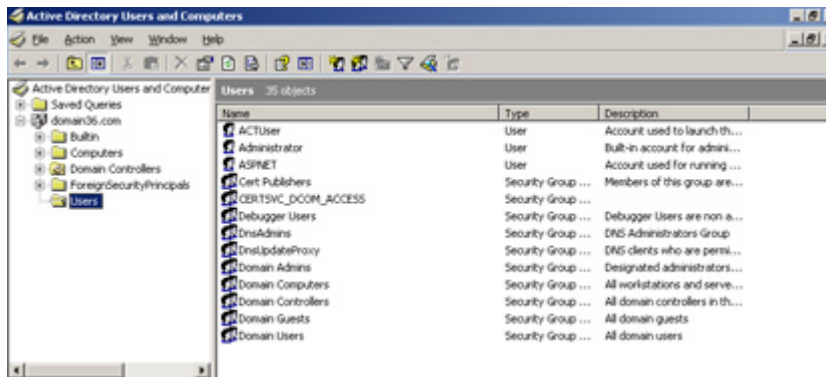 Active Directory Users and Computers
File Action View Window Help
Active Directory Users and Computer
Saved Queries
domain36.com
Builtin
Computers
Domain Controllers
ForeignSecurityPrincipals
Users
Users 35 objects
Name Type Description
ACTUser User Account used to launch th...
Administrator User Built-in account for admini...
ASPNET User Account used for running ...
Cert Publishers Security Group ... Members of this group are...
CERTSVC_DCOM_ACCESS Security Group ...
Debugger Users Security Group ... Debugger Users are non a...
DnsAdmins Security Group ... DNS Administrators Group
DnsUpdateProxy Security Group ... DNS clients who are permi...
Domain Admins Security Group ... Designated administrators...
Domain Computers Security Group ... All workstations and serve...
Domain Controllers Security Group ... All domain controllers in th...
Domain Guests Security Group ... All domain guests
Domain Users Security Group ... All domain users